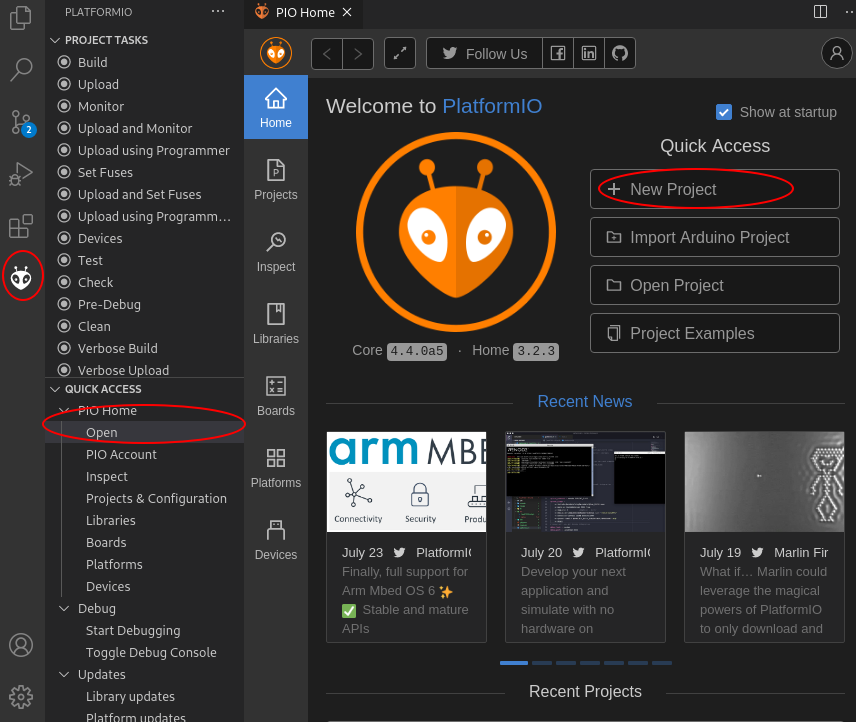 PLATFORMIO
PROJECT TASKS
Build
Upload
Monitor
Upload and Monitor
Upload using Programmer
Set Fuses
Upload and Set Fuses
Upload using Programm...
Devices
Test
Check
Pre-Debug
Clean
Verbose Build
Verbose Upload
QUICK ACCESS
PIO Home
Open
PIO Account
Inspect
Projects & Configuration
Libraries
Boards
Platforms
Devices
Debug
Start Debugging
Toggle Debug Console
Updates
Library updates
Platform updates
2
PIO Home
Follow Us
Home
Projects
Inspect
Libraries
Boards
Platforms
Devices
Welcome to PlatformIO
Show at startup
Core 4.4.0a5 · Home 3.2.3
Quick Access
New Project
Import Arduino Project
Open Project
Project Examples
Recent News
arm MBE
Connectivity Security Produ
July 23 PlatformIO
Finally, full support for
Arm Mbed OS 6 ✨
✅ Stable and mature
APIs
July 20 PlatformIO
Develop your next
application and
simulate with no
hardware on
July 19 Marlin Fir
What if… Marlin could
leverage the magical
powers of PlatformIO
to only download and
Recent Projects